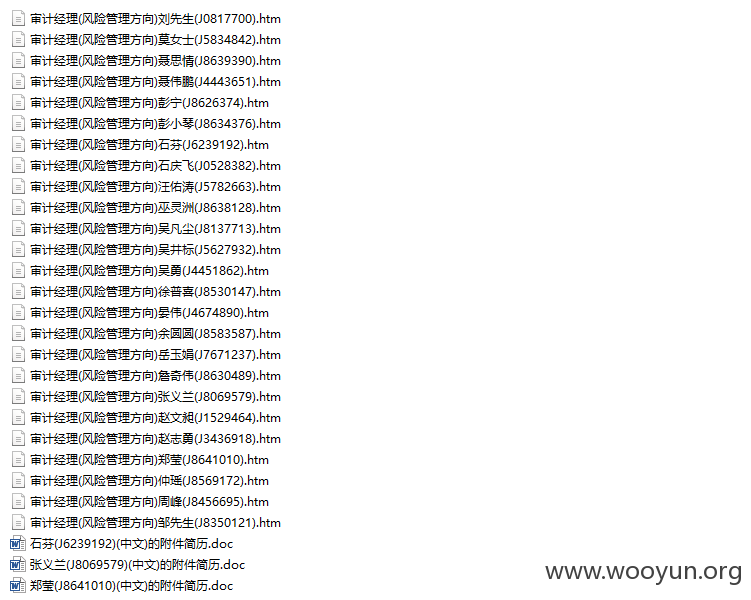 审计经理(风险管理方向)刘先生(J0817700).htm
审计经理(风险管理方向)莫女士(J5834842).htm
审计经理(风险管理方向)聂思情(J8639390).htm
审计经理(风险管理方向)聂伟鹏(J4443651).htm
审计经理(风险管理方向)彭宁(J8626374).htm
审计经理(风险管理方向)彭小琴(J8634376).htm
审计经理(风险管理方向)石芬(J6239192).htm
审计经理(风险管理方向)石庆飞(J0528382).htm
审计经理(风险管理方向)汪佑涛(J5782663).htm
审计经理(风险管理方向)巫灵洲(J8638128).htm
审计经理(风险管理方向)吴凡尘(J8137713).htm
审计经理(风险管理方向)吴井标(J5627932).htm
审计经理(风险管理方向)吴勇(J4451862).htm
审计经理(风险管理方向)徐普喜(J8530147).htm
审计经理(风险管理方向)晏伟(J4674890).htm
审计经理(风险管理方向)余圆圆(J8583587).htm
审计经理(风险管理方向)岳玉娟(J7671237).htm
审计经理(风险管理方向)詹奇伟(J8630489).htm
审计经理(风险管理方向)张义兰(J8069579).htm
审计经理(风险管理方向)赵文昶(J1529464).htm
审计经理(风险管理方向)赵志勇(J3436918).htm
审计经理(风险管理方向)郑莹(J8641010).htm
审计经理(风险管理方向)仲瑶(J8569172).htm
审计经理(风险管理方向)周峰(J8456695).htm
审计经理(风险管理方向)邹先生(J8350121).htm
石芬(J6239192)(中文)的附件简历.doc
张义兰(J8069579)(中文)的附件简历.doc
郑莹(J8641010)(中文)的附件简历.doc
www.wooyun.org